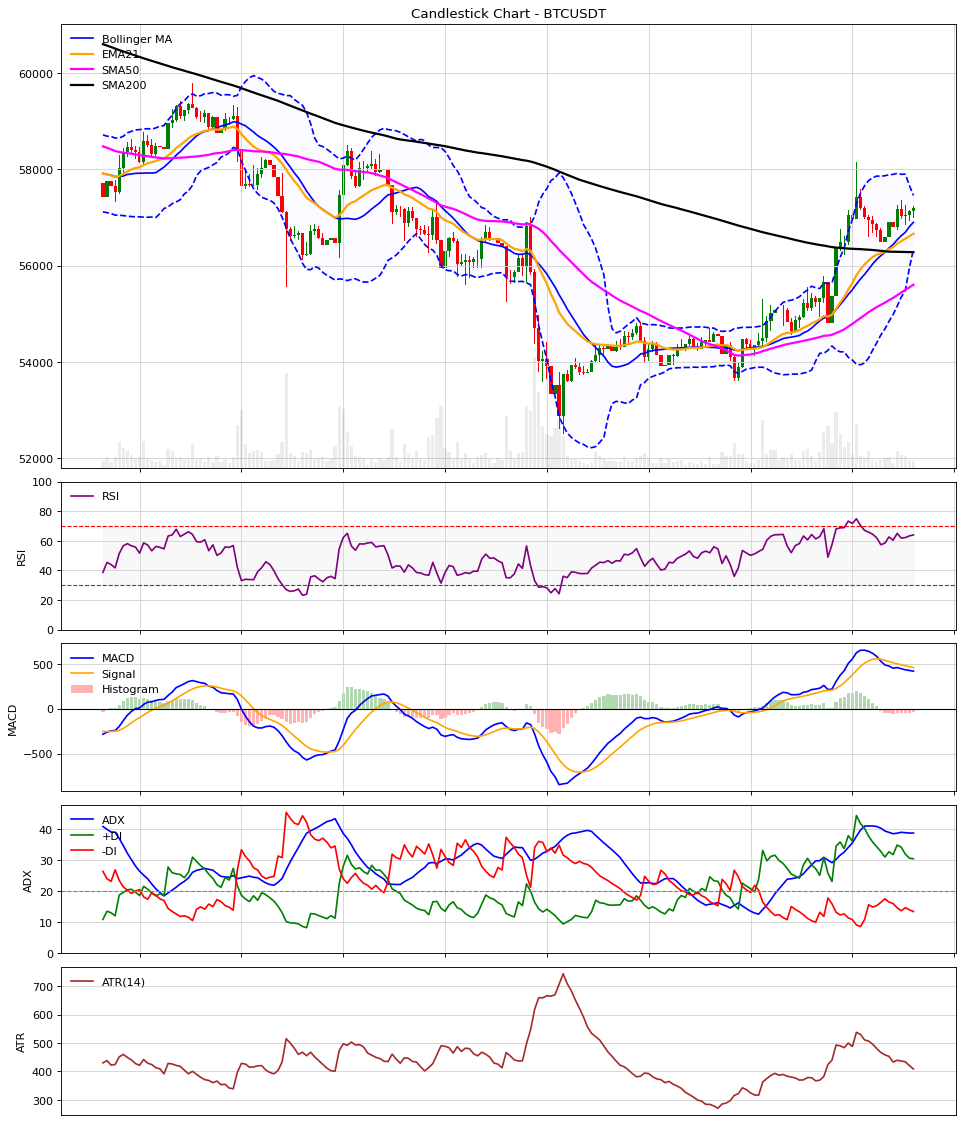 Candlestick Chart - BTCUSDT
Bollinger MA
EMA21
SMA50
SMA200
60000
58000
56000
54000
52000
RSI
100
80
60
40
20
0
RSI
MACD
Signal
Histogram
500
0
−500
MACD
ADX
+DI
-DI
40
30
20
10
0
ADX
ATR(14)
700
600
500
400
300
ATR